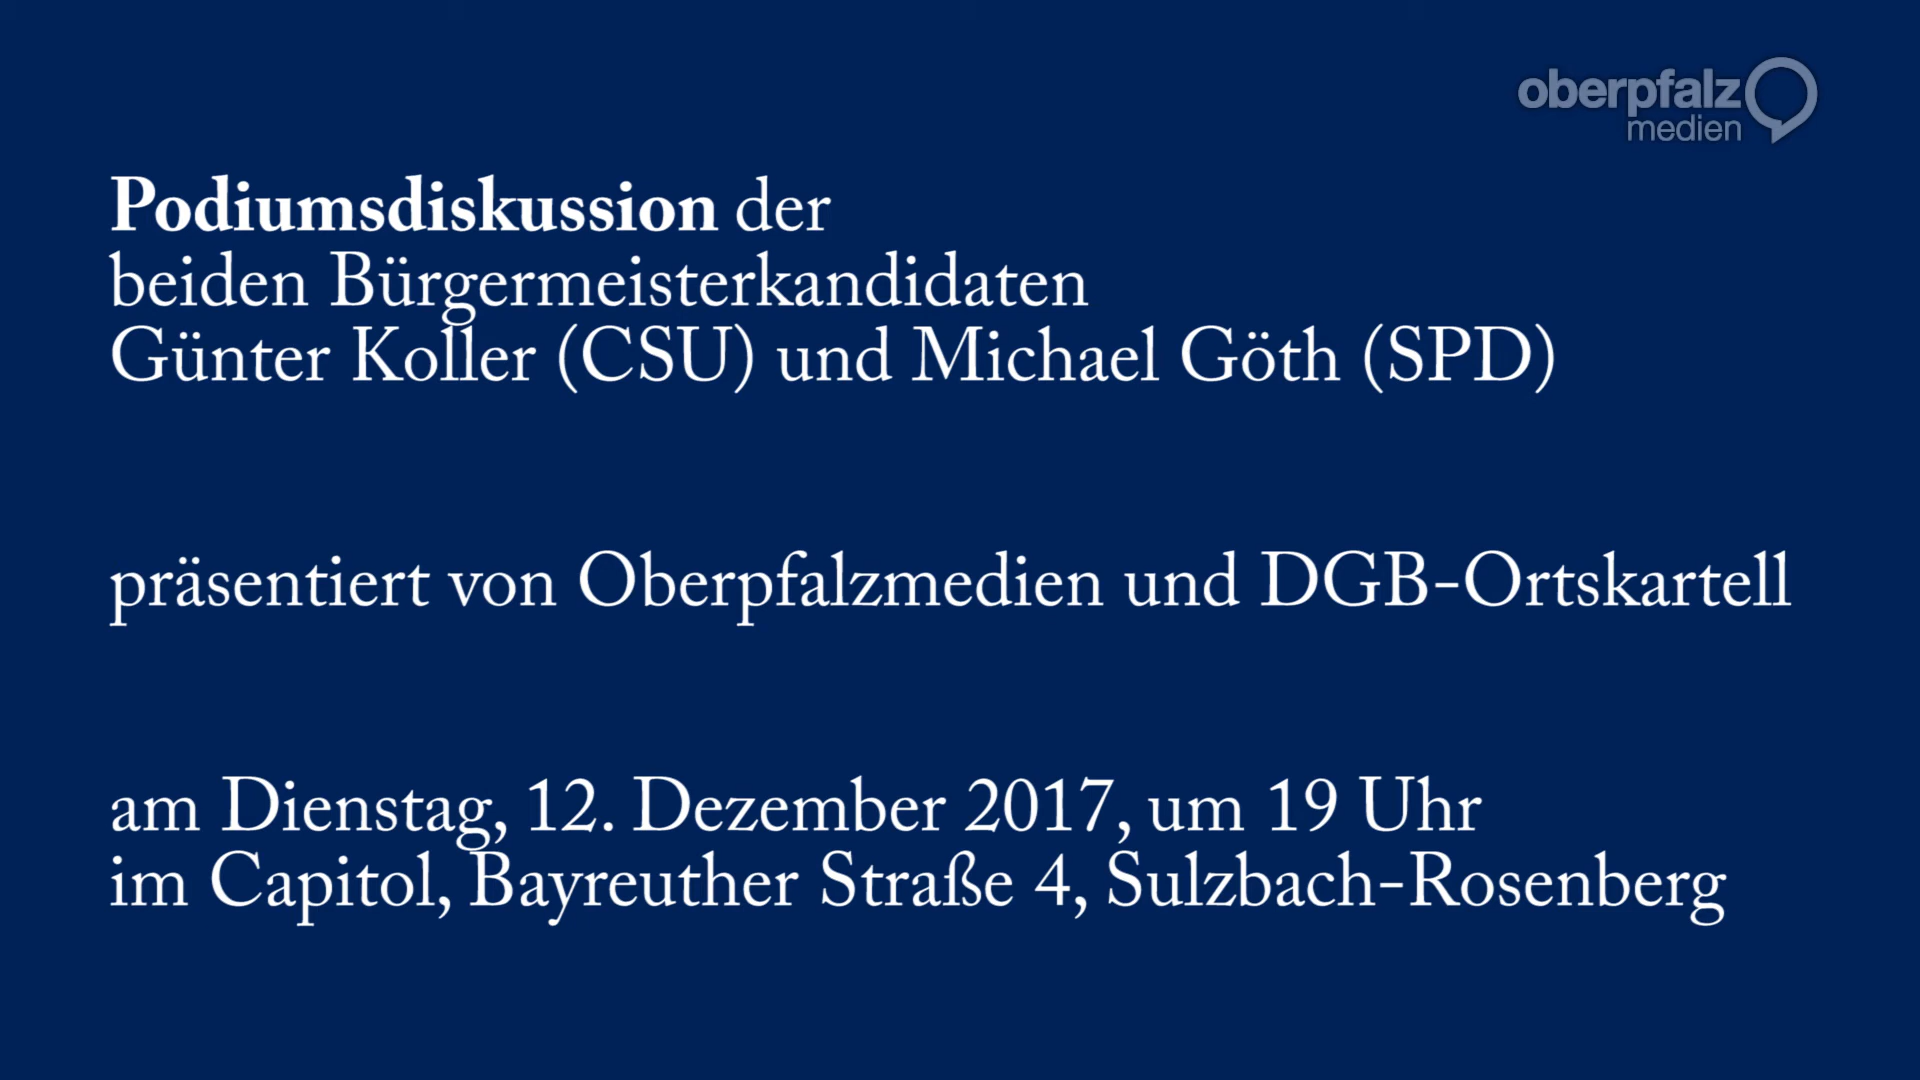 oberpfalz
medien
Podiumsdiskussion der
beiden Bürgermeisterkandidaten
Günter Koller (CSU) und Michael Göth (SPD)
präsentiert von Oberpfalzmedien und DGB-Ortskartell
am Dienstag, 12. Dezember 2017, um 19 Uhr
im Capitol, Bayreuther Straße 4, Sulzbach-Rosenberg